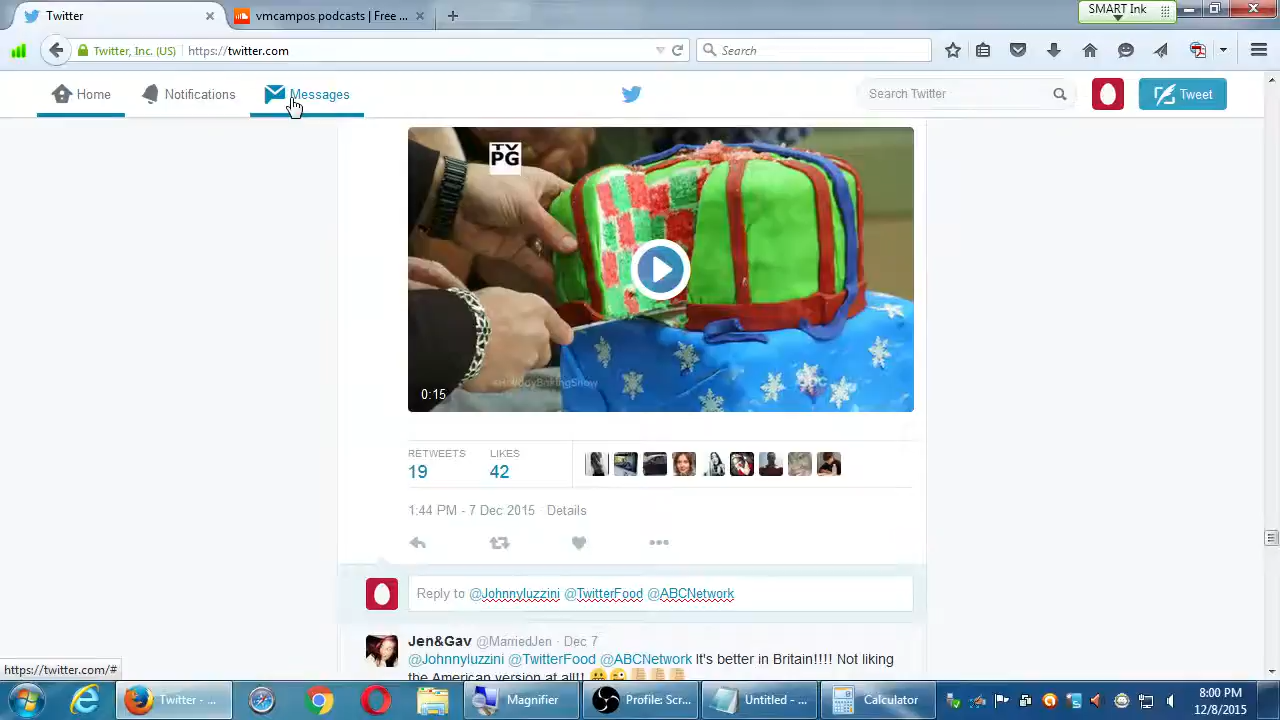 Twitter
vmcampos podcasts | Free ...
SMART Ink
Twitter, Inc. (US)
https://twitter.com
Search
Home
Notifications
Messages
Search Twitter
Tweet
TV
PG
#HolidayBakingShow
0:15
RETWEETS
LIKES
19
42
1:44 PM - 7 Dec 2015 · Details
Reply to @Johnnyluzzini @TwitterFood @ABCNetwork
Jen&Gav @MarriedJen · Dec 7
@Johnnyluzzini @TwitterFood @ABCNetwork It's better in Britain!!!! Not liking
the American version at all!!
https://twitter.com/#
Twitter - ...
Magnifier
Profile: Scr...
Untitled - ...
Calculator
8:00 PM
12/8/2015